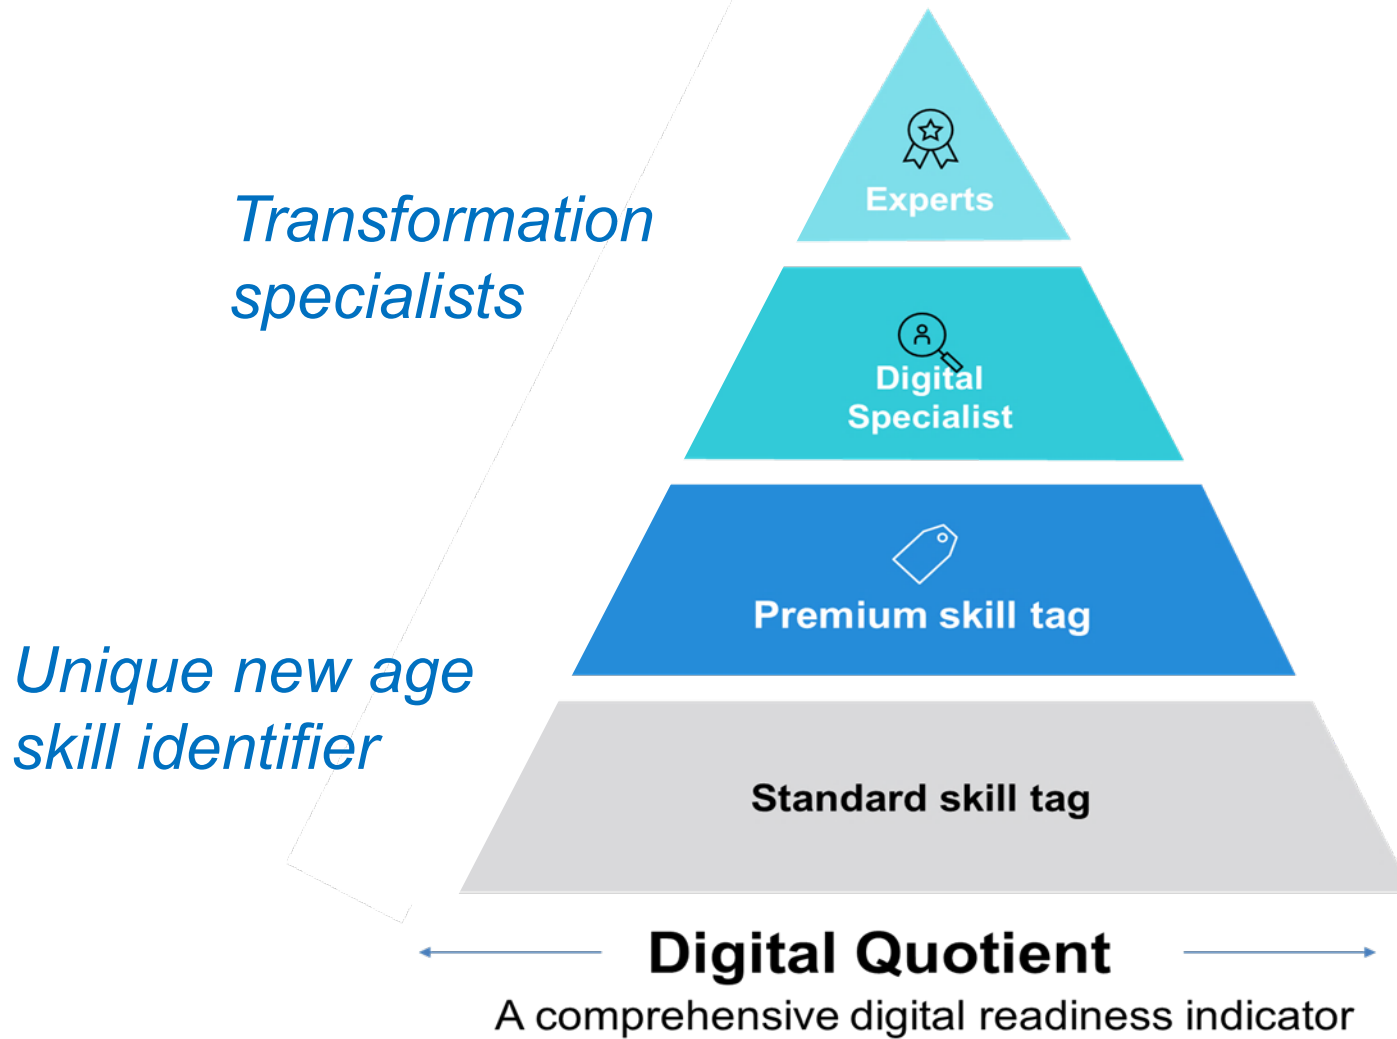 Experts
Transformation
specialists
Digital
Specialist
Premium skill tag
Unique new age
skill identifier
Standard skill tag
Digital Quotient
A comprehensive digital readiness indicator